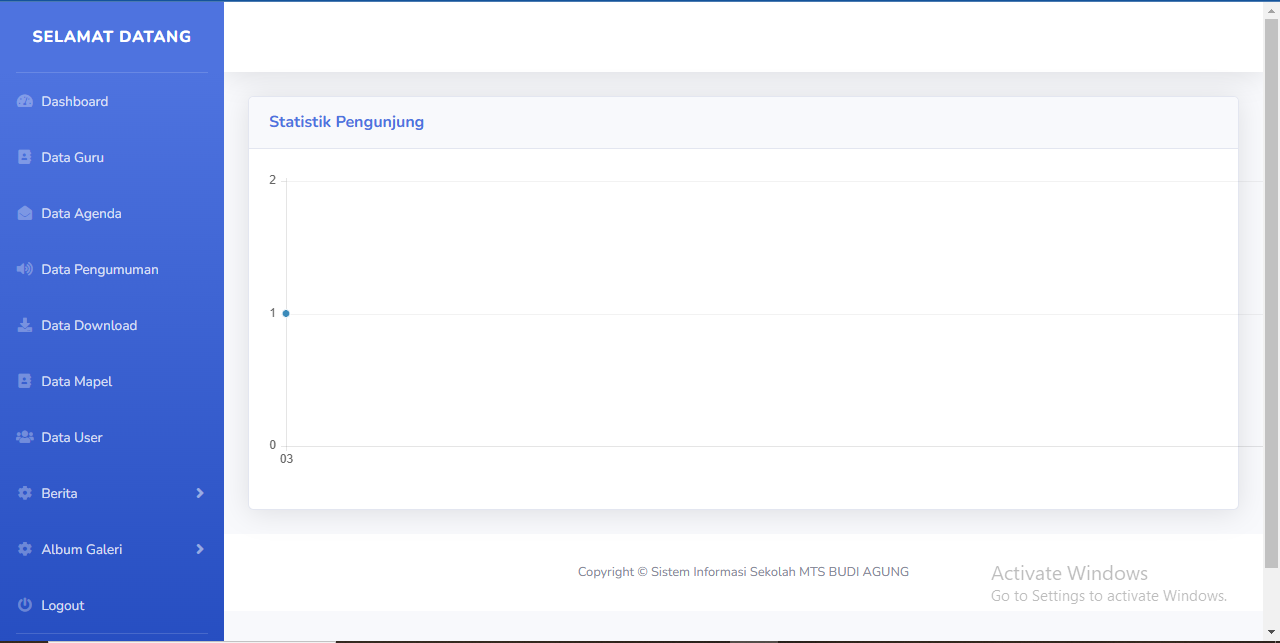 SELAMAT DATANG
Dashboard
Data Guru
Data Agenda
Data Pengumuman
Data Download
Data Mapel
Data User
Berita
Album Galeri
Logout
Statistik Pengunjung
2
1
0
03
Copyright © Sistem Informasi Sekolah MTS BUDI AGUNG
Activate Windows
Go to Settings to activate Windows.